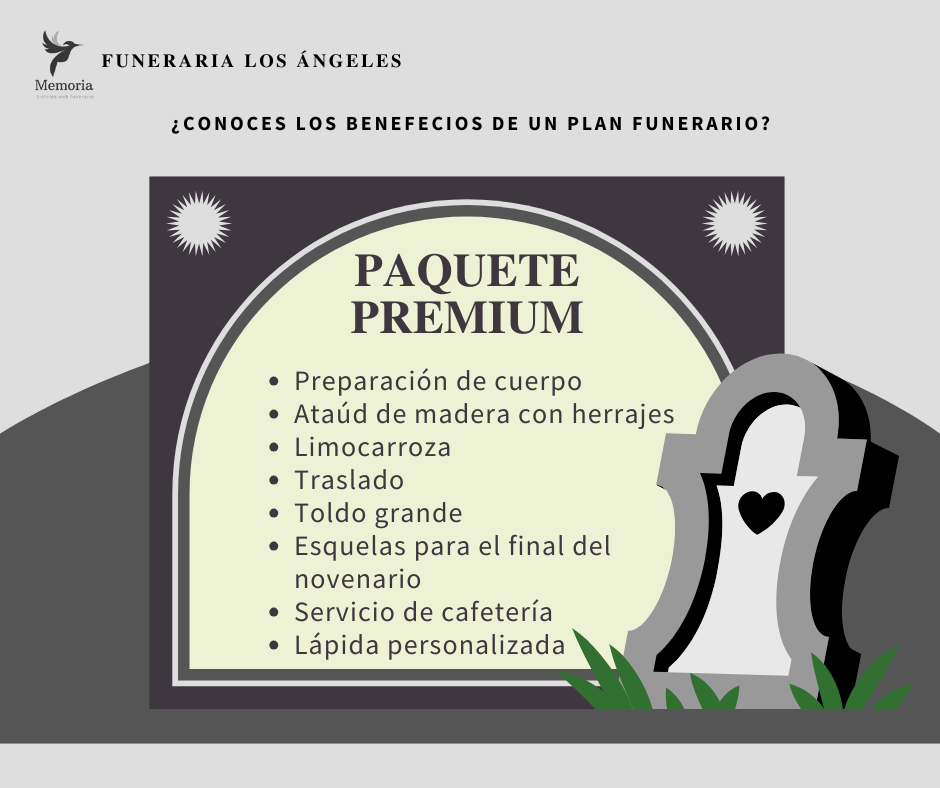 FUNERARIA LOS ÁNGELES
Memoria
¿CONOCES LOS BENEFECIOS DE UN PLAN FUNERARIO?
PAQUETE
PREMIUM
• Preparación de cuerpo
• Ataúd de madera con herrajes
• Limocarroza
• Traslado
• Toldo grande
• Esquelas para el final del
novenario
• Servicio de cafetería
• Lápida personalizada